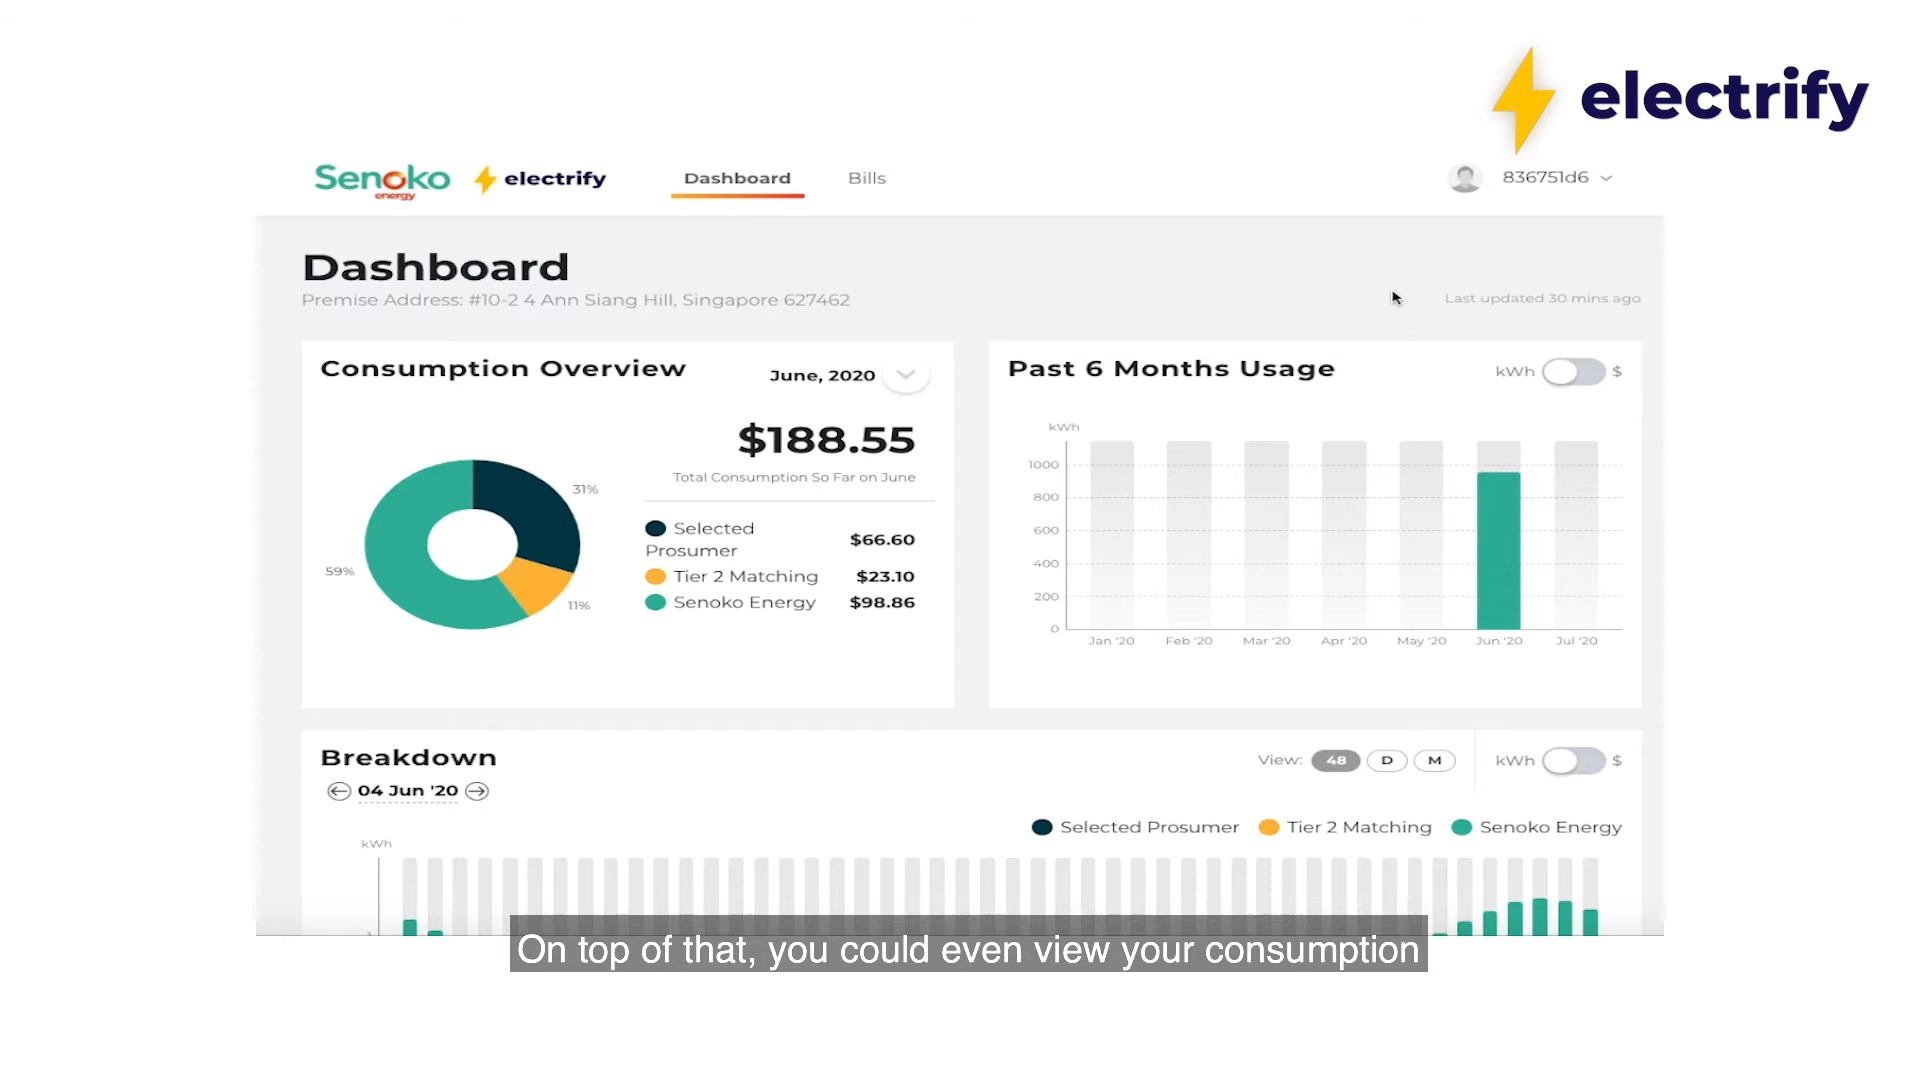 electrify
Senoko
energy
electrify
Dashboard
Bills
836751d6
Dashboard
Premise Address: #10-2 4 Ann Siang Hill, Singapore 627462
Last updated 30 mins ago
Consumption Overview
June, 2020
$188.55
Total Consumption So Far on June
31%
59%
11%
Selected
Prosumer
$66.60
Tier 2 Matching
$23.10
Senoko Energy
$98.86
Past 6 Months Usage
kWh
$
kWh
1000
800
600
400
200
0
Jan '20
Feb '20
Mar '20
Apr '20
May '20
Jun '20
Jul '20
Breakdown
04 Jun '20
View:
48
D
M
kWh
$
Selected Prosumer
Tier 2 Matching
Senoko Energy
kWh
On top of that, you could even view your consumption